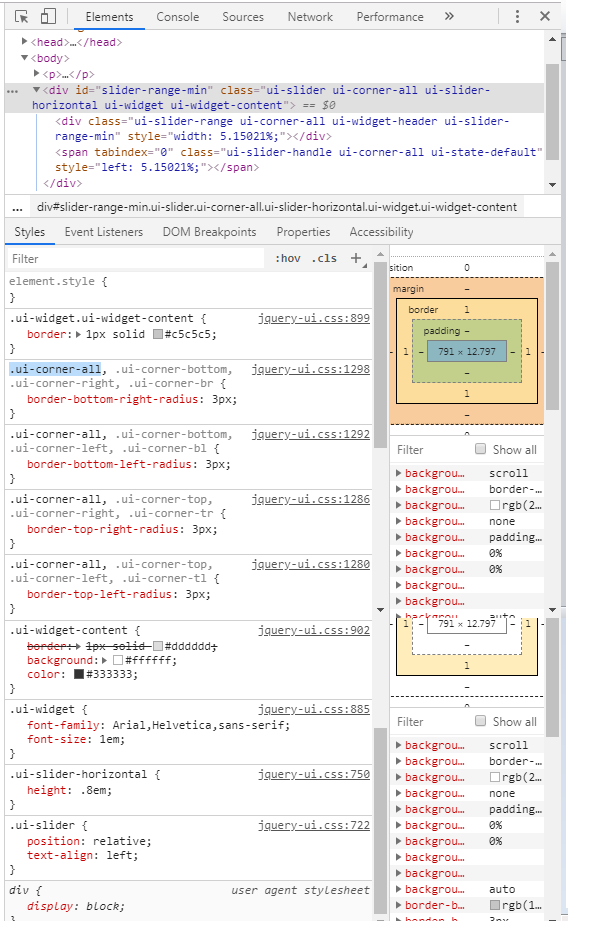 Elements Console Sources Network Performance »
<head>…</head>
<body>
<p>…</p>
… <div id="slider-range-min" class="ui-slider ui-corner-all ui-slider-
horizontal ui-widget ui-widget-content"> == $0
<div class="ui-slider-range ui-corner-all ui-widget-header ui-slider-
range-min" style="width: 5.15021%;"></div>
<span tabindex="0" class="ui-slider-handle ui-corner-all ui-state-default"
style="left: 5.15021%;"></span>
</div>
... div#slider-range-min.ui-slider.ui-corner-all.ui-slider-horizontal.ui-widget.ui-widget-content
Styles Event Listeners DOM Breakpoints Properties Accessibility
Filter :hov .cls +
element.style {
}
.ui-widget.ui-widget-content { jquery-ui.css:899
border: 1px solid #c5c5c5;
}
.ui-corner-all, .ui-corner-bottom, jquery-ui.css:1298
.ui-corner-right, .ui-corner-br {
border-bottom-right-radius: 3px;
}
.ui-corner-all, .ui-corner-bottom, jquery-ui.css:1292
.ui-corner-left, .ui-corner-bl {
border-bottom-left-radius: 3px;
}
.ui-corner-all, .ui-corner-top, jquery-ui.css:1286
.ui-corner-right, .ui-corner-tr {
border-top-right-radius: 3px;
}
.ui-corner-all, .ui-corner-top, jquery-ui.css:1280
.ui-corner-left, .ui-corner-tl {
border-top-left-radius: 3px;
}
.ui-widget-content { jquery-ui.css:902
border: 1px solid #dddddd;
background: #ffffff;
color: #333333;
}
.ui-widget { jquery-ui.css:885
font-family: Arial,Helvetica,sans-serif;
font-size: 1em;
}
.ui-slider-horizontal { jquery-ui.css:750
height: .8em;
}
.ui-slider { jquery-ui.css:722
position: relative;
text-align: left;
}
div { user agent stylesheet
display: block;
}
sition 0
margin –
border 1
padding –
- 1 – 791 × 12.797 – 1 -
–
1
–
Filter Show all
backgrou… scroll
backgrou… border-…
backgrou… rgb(2…
backgrou… none
backgrou… padding…
backgrou… 0%
backgrou… 0%
backgrou…
backgrou…
backgrou… auto
1 – 791 × 12.797 – 1
–
1
–
Filter Show all
backgrou… scroll
backgrou… border-…
backgrou… rgb(2…
backgrou… none
backgrou… padding…
backgrou… 0%
backgrou… 0%
backgrou…
backgrou…
backgrou… auto
border-b… rgb(1…
border-b… 3px